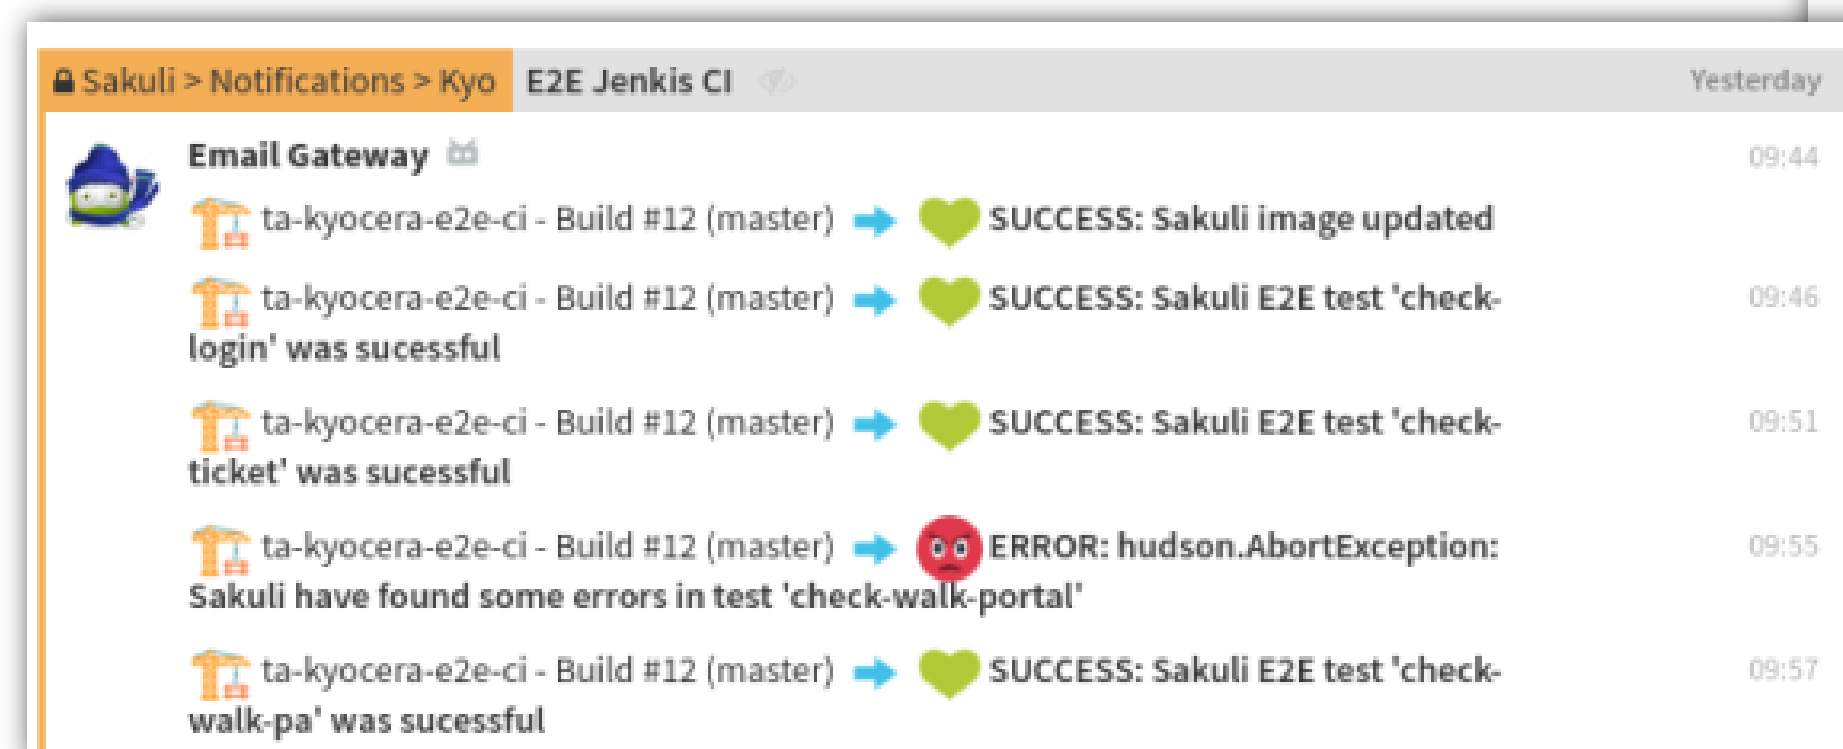 Sakuli > Notifications > Kyo E2E Jenkis CI Yesterday
Email Gateway 09:44
ta-kyocera-e2e-ci - Build #12 (master) SUCCESS: Sakuli image updated
ta-kyocera-e2e-ci - Build #12 (master) SUCCESS: Sakuli E2E test 'check- 09:46
login' was sucessful
ta-kyocera-e2e-ci - Build #12 (master) SUCCESS: Sakuli E2E test 'check- 09:51
ticket' was sucessful
ta-kyocera-e2e-ci - Build #12 (master) ERROR: hudson.AbortException: 09:55
Sakuli have found some errors in test 'check-walk-portal'
ta-kyocera-e2e-ci - Build #12 (master) SUCCESS: Sakuli E2E test 'check- 09:57
walk-pa' was sucessful